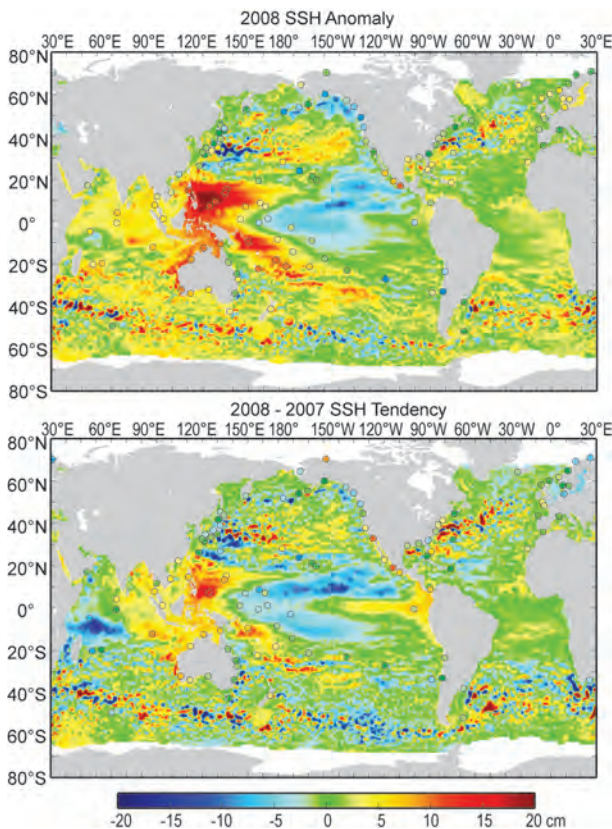 2008 SSH Anomaly
30°E 60°E 90°E 120°E 150°E 180°E 150°W 120°W 90°W 60°W 30°W 0° 30°E
80°N
60°N
40°N
20°N
0°
20°S
40°S
60°S
80°S
2008 - 2007 SSH Tendency
30°E 60°E 90°E 120°E 150°E 180°E 150°W 120°W 90°W 60°W 30°W 0° 30°E
80°N
60°N
40°N
20°N
0°
20°S
40°S
60°S
80°S
-20 -15 -10 -5 0 5 10 15 20 cm